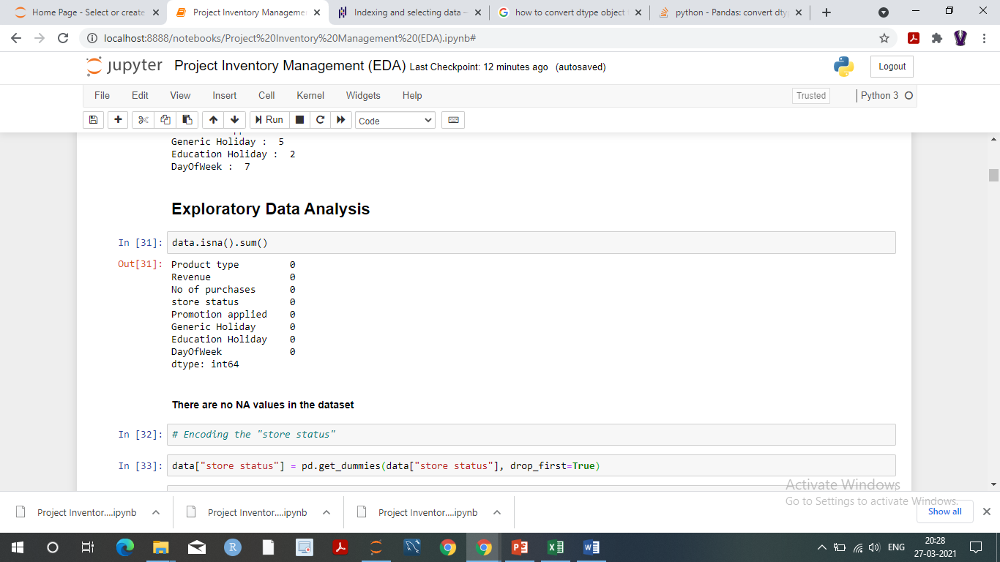 Home Page - Select or create
Project Inventory Manageme
Indexing and selecting data –
how to convert dtype object
python - Pandas: convert dty
localhost:8888/notebooks/Project%20Inventory%20Management%20(EDA).ipynb#
jupyter Project Inventory Management (EDA) Last Checkpoint: 12 minutes ago (autosaved)
Logout
File Edit View Insert Cell Kernel Widgets Help
Trusted
Python 3
Run
Code
Generic Holiday : 5
Education Holiday : 2
DayOfWeek : 7
Exploratory Data Analysis
In [31]: data.isna().sum()
Out[31]: Product type 0
Revenue 0
No of purchases 0
store status 0
Promotion applied 0
Generic Holiday 0
Education Holiday 0
DayOfWeek 0
dtype: int64
There are no NA values in the dataset
In [32]: # Encoding the "store status"
In [33]: data["store status"] = pd.get_dummies(data["store status"], drop_first=True)
Activate Windows
Go to Settings to activate Windows.
Project Inventor....ipynb
Project Inventor....ipynb
Project Inventor....ipynb
Show all
ENG
20:28
27-03-2021